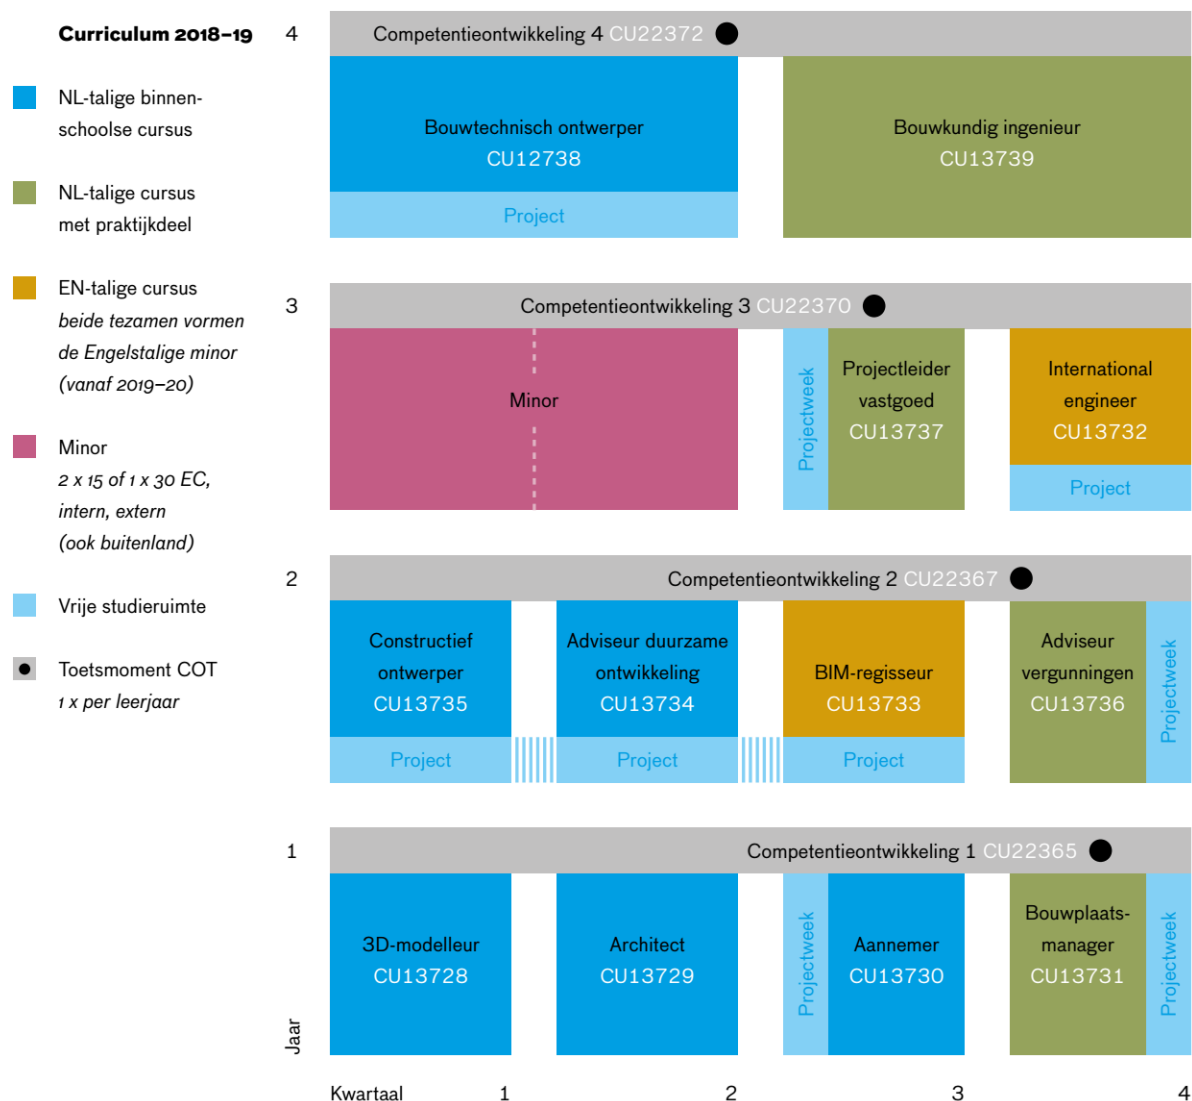 Curriculum 2018–19
NL-talige binnen-
schoolse cursus
NL-talige cursus
met praktijkdeel
EN-talige cursus
beide tezamen vormen
de Engelstalige minor
(vanaf 2019–20)
Minor
2 x 15 of 1 x 30 EC,
intern, extern
(ook buitenland)
Vrije studieruimte
Toetsmoment COT
1 x per leerjaar
4
Competentieontwikkeling 4 CU22372
Bouwtechnisch ontwerper
CU12738
Project
Bouwkundig ingenieur
CU13739
3
Competentieontwikkeling 3 CU22370
Minor
Projectweek
Projectleider
vastgoed
CU13737
International
engineer
CU13732
Project
2
Competentieontwikkeling 2 CU22367
Constructief
ontwerper
CU13735
Project
Adviseur duurzame
ontwikkeling
CU13734
Project
BIM-regisseur
CU13733
Project
Adviseur
vergunningen
CU13736
Projectweek
1
Competentieontwikkeling 1 CU22365
3D-modelleur
CU13728
Architect
CU13729
Projectweek
Aannemer
CU13730
Bouwplaats-
manager
CU13731
Projectweek
Jaar
Kwartaal 1 2 3 4